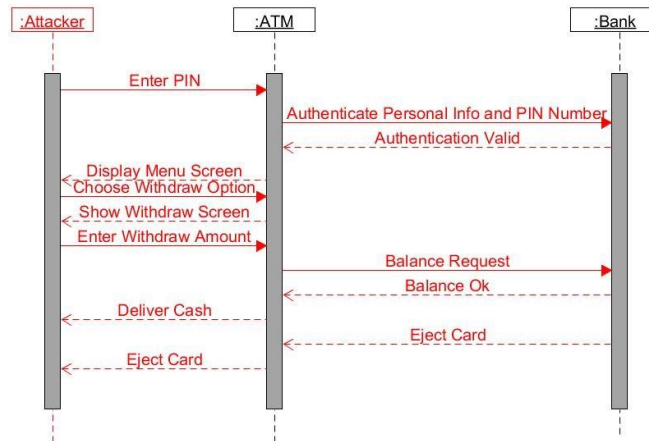 :Attacker
:ATM
:Bank
Enter PIN
Authenticate Personal Info and PIN Number
Authentication Valid
Display Menu Screen
Choose Withdraw Option
Show Withdraw Screen
Enter Withdraw Amount
Balance Request
Balance Ok
Deliver Cash
Eject Card
Eject Card